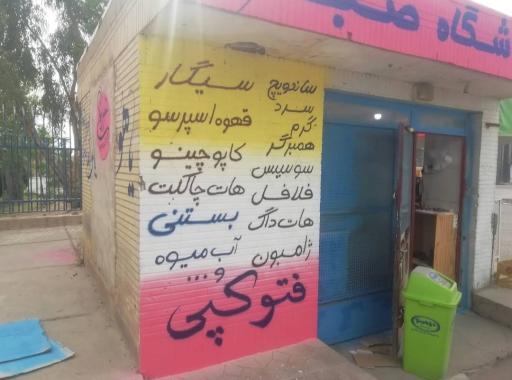 شگاه صب
ساندویچ
سرد
گرم
همبرگر
سوسیس
فلافل
هات داگ
ژامبون
سیگار
قهوه اسپرسو
کاپوچینو
هات چاکلت
بستنی
آب میوه
و ...
فتوکپی